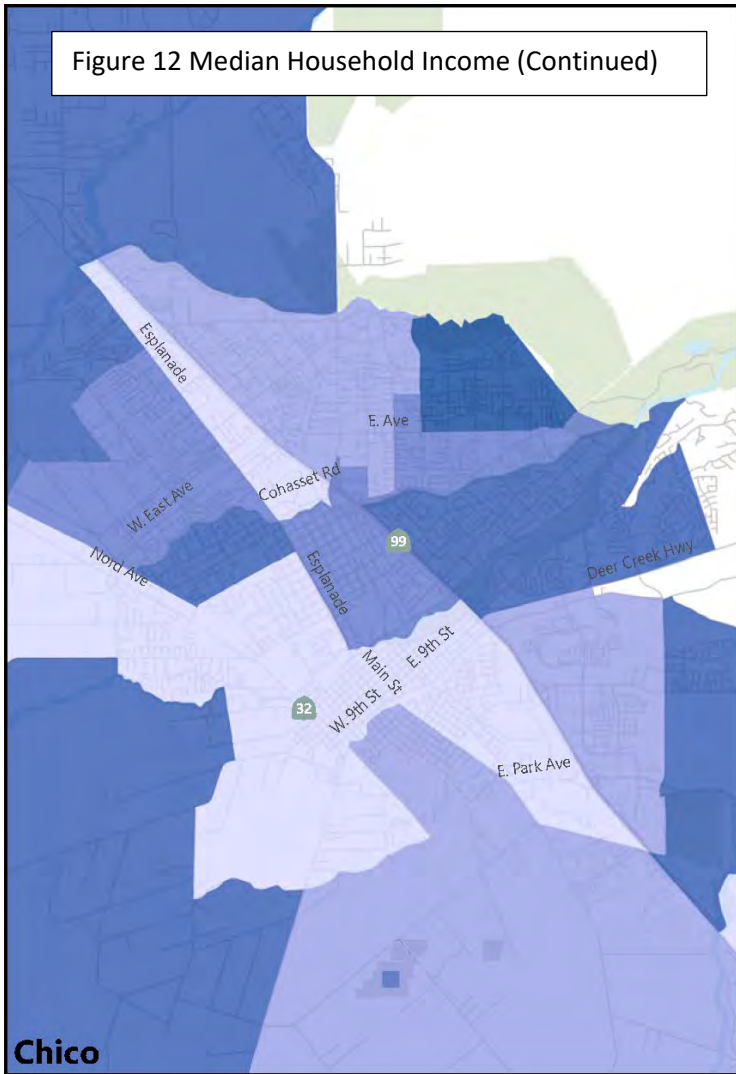 Figure 12 Median Household Income (Continued)
Esplanade
E. Ave
Cohasset Rd
W. East Ave
99
Nord Ave
Esplanade
Deer Creek Hwy
E. 9th St
Main St
32
W. 9th St
E. Park Ave
Chico